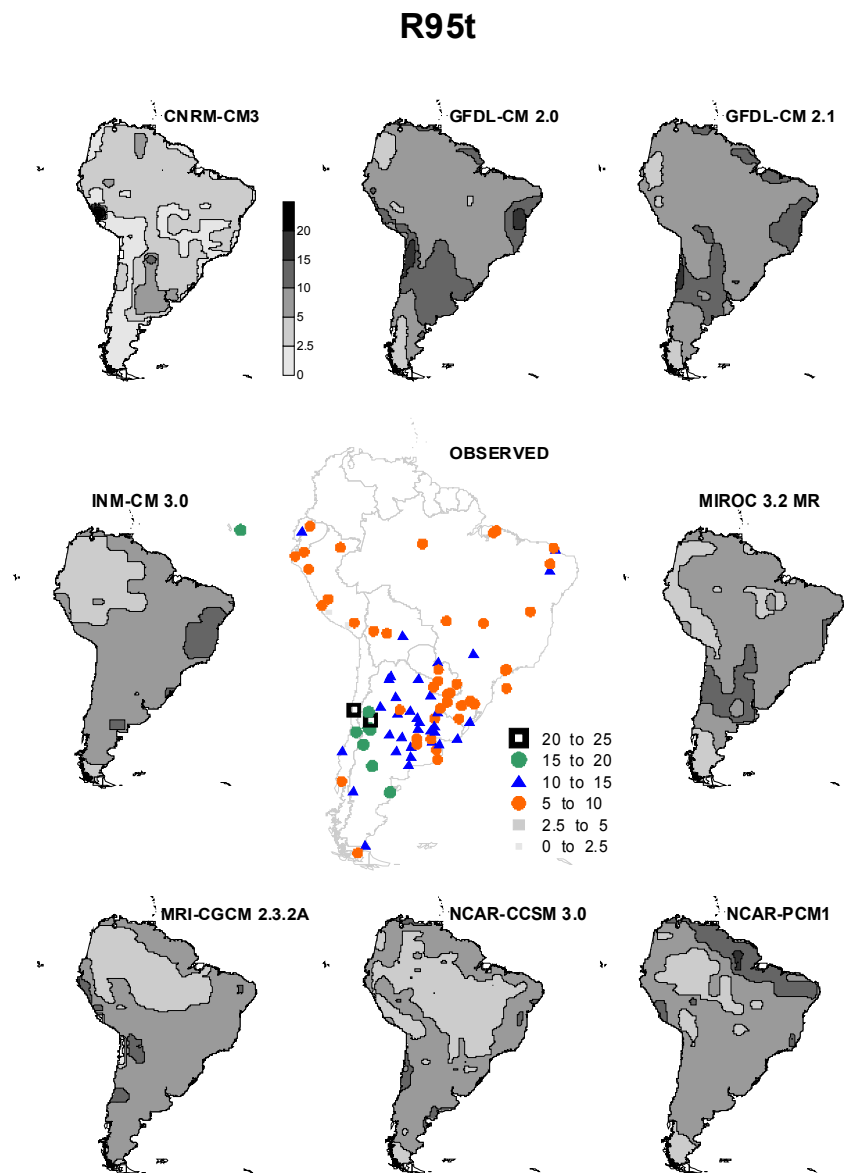 R95t
CNRM-CM3
GFDL-CM 2.0
GFDL-CM 2.1
20
15
10
5
2.5
0
OBSERVED
INM-CM 3.0
MIROC 3.2 MR
20 to 25
15 to 20
10 to 15
5 to 10
2.5 to 5
0 to 2.5
MRI-CGCM 2.3.2A
NCAR-CCSM 3.0
NCAR-PCM1